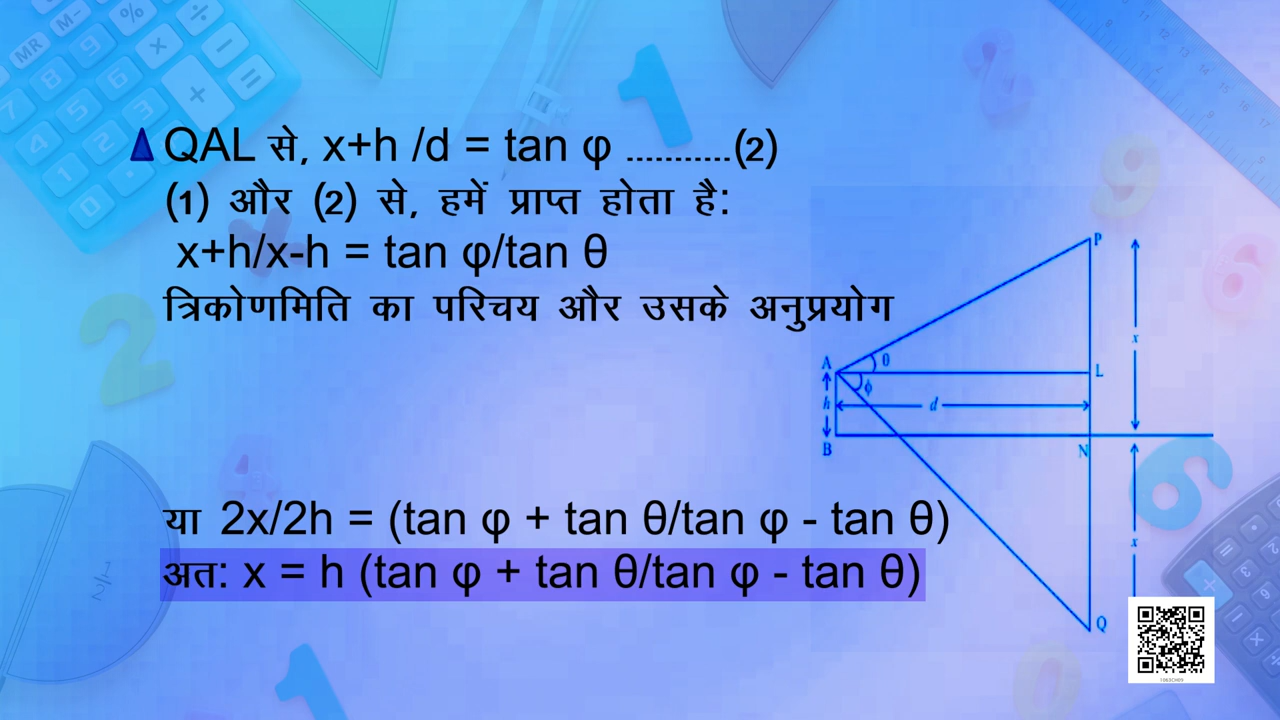 ▲QAL से, x+h /d = tan φ ...........(2)
(1) और (2) से, हमें प्राप्त होता है:
x+h/x-h = tan φ/tan θ
त्रिकोणमिति का परिचय और उसके अनुप्रयोग
या 2x/2h = (tan φ + tan θ/tan φ - tan θ)
अत: x = h (tan φ + tan θ/tan φ - tan θ)
P
x
A θ L
ϕ
h d
B N
x
Q